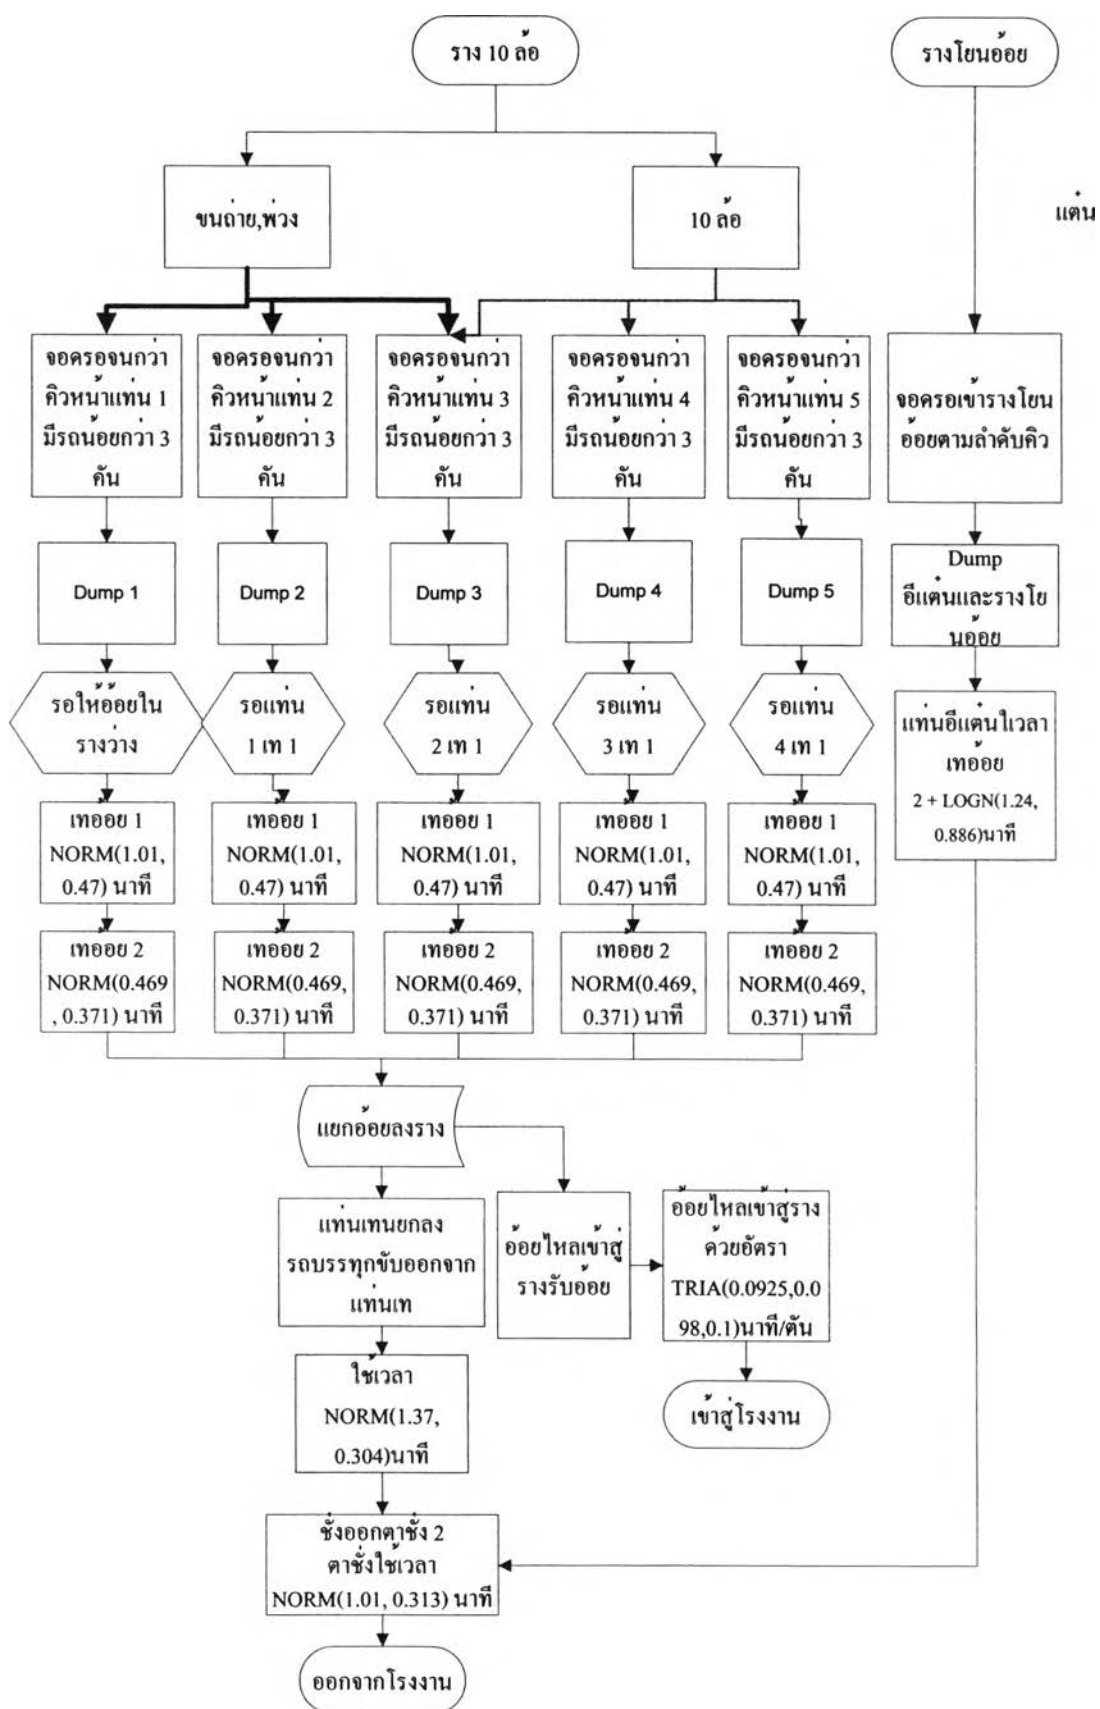 ราง 10 ล้อ
รางโยนอ้อย
ขนถ่าย,พ่วง
10 ล้อ
แต๋น
จอดรอจนกว่า
คิวหน้าแท่น 1
มีรถน้อยกว่า 3
คัน
จอดรอจนกว่า
คิวหน้าแท่น 2
มีรถน้อยกว่า 3
คัน
จอดรอจนกว่า
คิวหน้าแท่น 3
มีรถน้อยกว่า 3
คัน
จอดรอจนกว่า
คิวหน้าแท่น 4
มีรถน้อยกว่า 3
คัน
จอดรอจนกว่า
คิวหน้าแท่น 5
มีรถน้อยกว่า 3
คัน
จอดรอเข้ารางโยน
อ้อยตามลำดับคิว
Dump 1
Dump 2
Dump 3
Dump 4
Dump 5
Dump
อีแต๋นและรางโย
นอ้อย
รอให้อ้อยใน
รางว่าง
รอแท่น
1 เท 1
รอแท่น
2 เท 1
รอแท่น
3 เท 1
รอแท่น
4 เท 1
แท่นอีแต๋นใเวลา
เทอ้อย
2 + LOGN(1.24,
0.886)นาที
เทอ้อย 1
NORM(1.01,
0.47) นาที
เทอ้อย 1
NORM(1.01,
0.47) นาที
เทอ้อย 1
NORM(1.01,
0.47) นาที
เทอ้อย 1
NORM(1.01,
0.47) นาที
เทอ้อย 1
NORM(1.01,
0.47) นาที
เทอ้อย 2
NORM(0.469
, 0.371) นาที
เทอ้อย 2
NORM(0.469,
0.371) นาที
เทอ้อย 2
NORM(0.469,
0.371) นาที
เทอ้อย 2
NORM(0.469,
0.371) นาที
เทอ้อย 2
NORM(0.469,
0.371) นาที
แยกอ้อยลงราง
แท่นเทนยกลง
รถบรรทุกขับออกจาก
แท่นเท
อ้อยไหลเข้าสู่
รางรับอ้อย
อ้อยไหลเข้าสู่ราง
ด้วยอัตรา
TRIA(0.0925,0.0
98,0.1)นาที/ตัน
ใช้เวลา
NORM(1.37,
0.304)นาที
เข้าสู่โรงงาน
ชั่งออกตาชั่ง 2
ตาชั่งใช้เวลา
NORM(1.01, 0.313) นาที
ออกจากโรงงาน